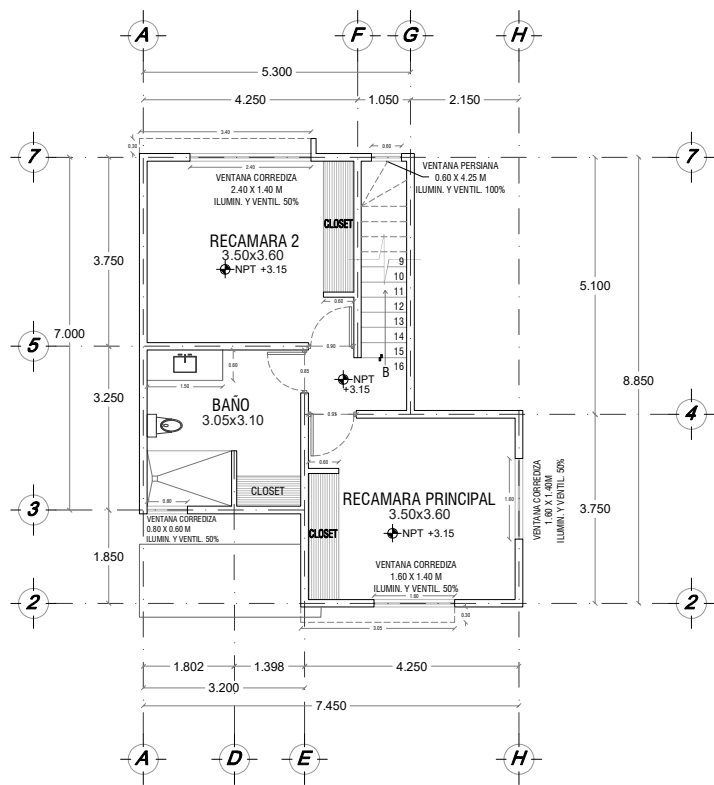 A
F
G
H
5.300
4.250
1.050
2.150
3.40
0.30
0.60
7
7
2.40
VENTANA CORREDIZA
2.40 X 1.40 M
ILUMIN. Y VENTIL. 50%
VENTANA PERSIANA
0.60 X 4.25 M
ILUMIN. Y VENTIL. 100%
CLOSET
RECAMARA 2
3.50x3.60
NPT +3.15
3.750
7.000
5.100
8.850
9
10
11
12
13
14
15
16
B
0.60
0.90
5
0.60
0.85
1.50
NPT
+3.15
3.250
BAÑO
3.05x3.10
4
CLOSET
0.60
0.80
RECAMARA PRINCIPAL
3.50x3.60
NPT +3.15
CLOSET
1.60
VENTANA CORREDIZA
1.60 X 1.40M
ILUMIN. Y VENTIL. 50%
3.750
3
VENTANA CORREDIZA
0.80 X 0.60 M
ILUMIN. Y VENTIL. 50%
1.850
VENTANA CORREDIZA
1.60 X 1.40 M
ILUMIN. Y VENTIL. 50%
2
2
3.05
0.30
1.802
1.398
4.250
3.200
7.450
A
D
E
H